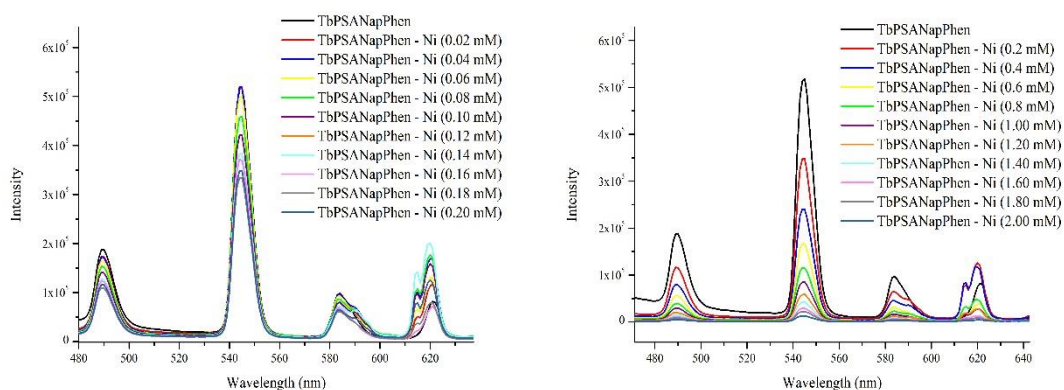 TbPSANapPhen
TbPSANapPhen - Ni (0.02 mM)
TbPSANapPhen - Ni (0.04 mM)
TbPSANapPhen - Ni (0.06 mM)
TbPSANapPhen - Ni (0.08 mM)
TbPSANapPhen - Ni (0.10 mM)
TbPSANapPhen - Ni (0.12 mM)
TbPSANapPhen - Ni (0.14 mM)
TbPSANapPhen - Ni (0.16 mM)
TbPSANapPhen - Ni (0.18 mM)
TbPSANapPhen - Ni (0.20 mM)
6x10⁵
5x10⁵
4x10⁵
3x10⁵
2x10⁵
1x10⁵
0
Intensity
480 500 520 540 560 580 600 620
Wavelength (nm)
TbPSANapPhen
TbPSANapPhen - Ni (0.2 mM)
TbPSANapPhen - Ni (0.4 mM)
TbPSANapPhen - Ni (0.6 mM)
TbPSANapPhen - Ni (0.8 mM)
TbPSANapPhen - Ni (1.00 mM)
TbPSANapPhen - Ni (1.20 mM)
TbPSANapPhen - Ni (1.40 mM)
TbPSANapPhen - Ni (1.60 mM)
TbPSANapPhen - Ni (1.80 mM)
TbPSANapPhen - Ni (2.00 mM)
6x10⁵
5x10⁵
4x10⁵
3x10⁵
2x10⁵
1x10⁵
0
Intensity
480 500 520 540 560 580 600 620 640
Wavelength (nm)